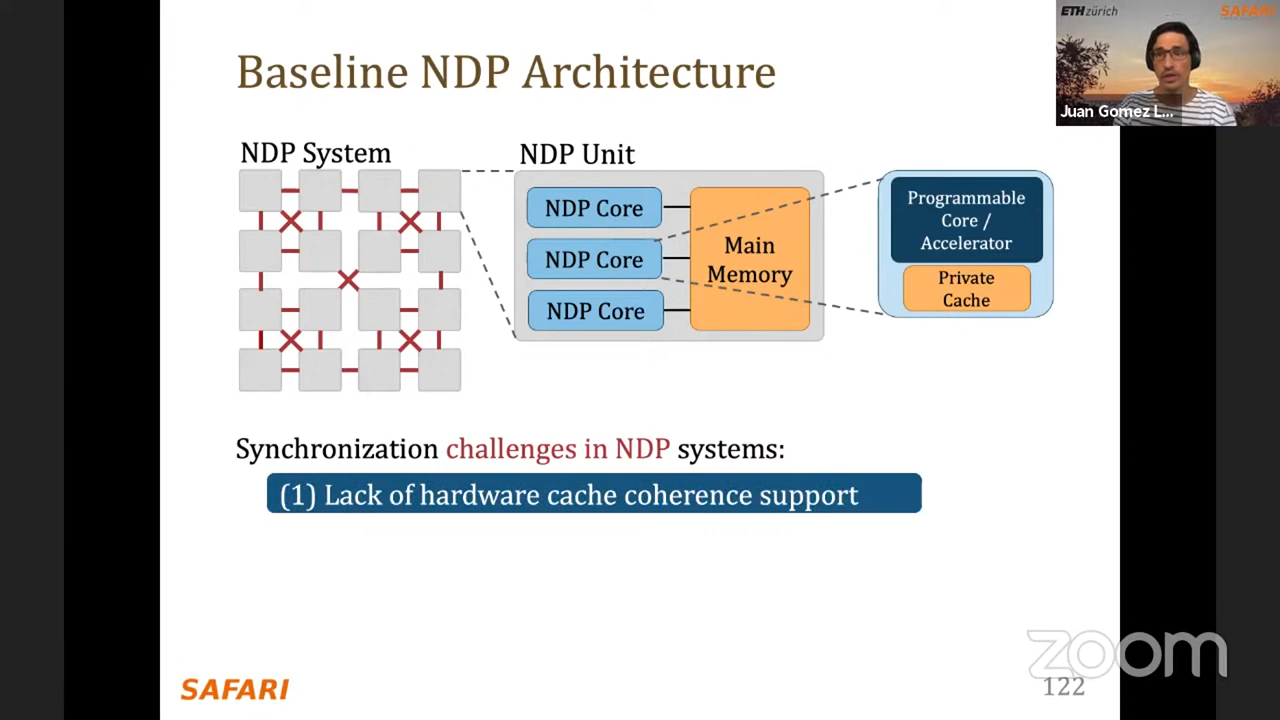 Baseline NDP Architecture
ETH zürich
SAFARI
Juan Gomez L...
NDP System
NDP Unit
NDP Core
NDP Core
NDP Core
Main
Memory
Programmable
Core /
Accelerator
Private
Cache
Synchronization challenges in NDP systems:
(1) Lack of hardware cache coherence support
SAFARI
zoom
122